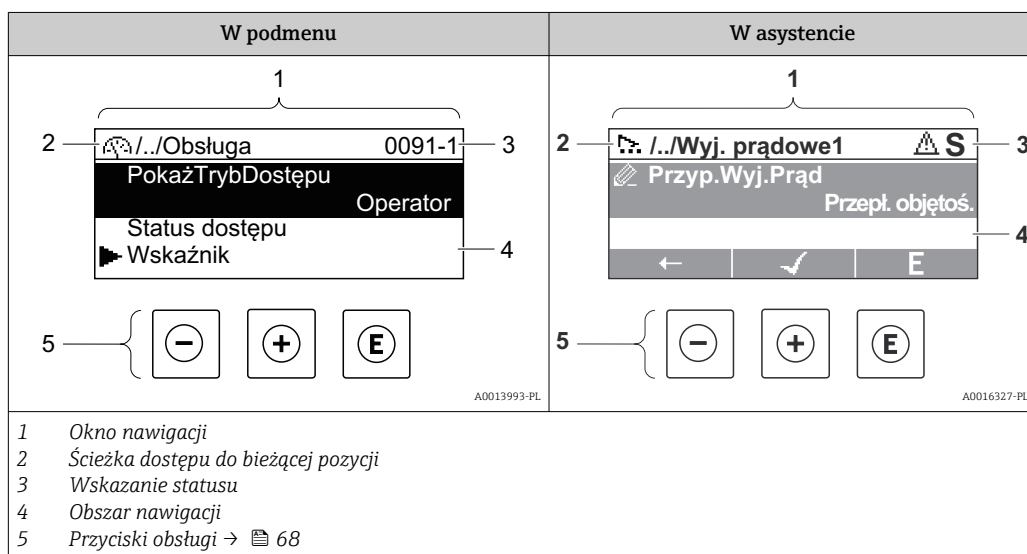 W podmenu
W asystencie
1
1
2
/../Obsługa 0091-1
3
PokażTrybDostępu
Operator
Status dostępu
Wskaźnik
4
5
E
A0013993-PL
2
/../Wyj. prądowe1 S
3
Przyp.Wyj.Prąd
Przepł. objętoś.
4
E
5
E
A0016327-PL
1 Okno nawigacji
2 Ścieżka dostępu do bieżącej pozycji
3 Wskazanie statusu
4 Obszar nawigacji
5 Przyciski obsługi → 68